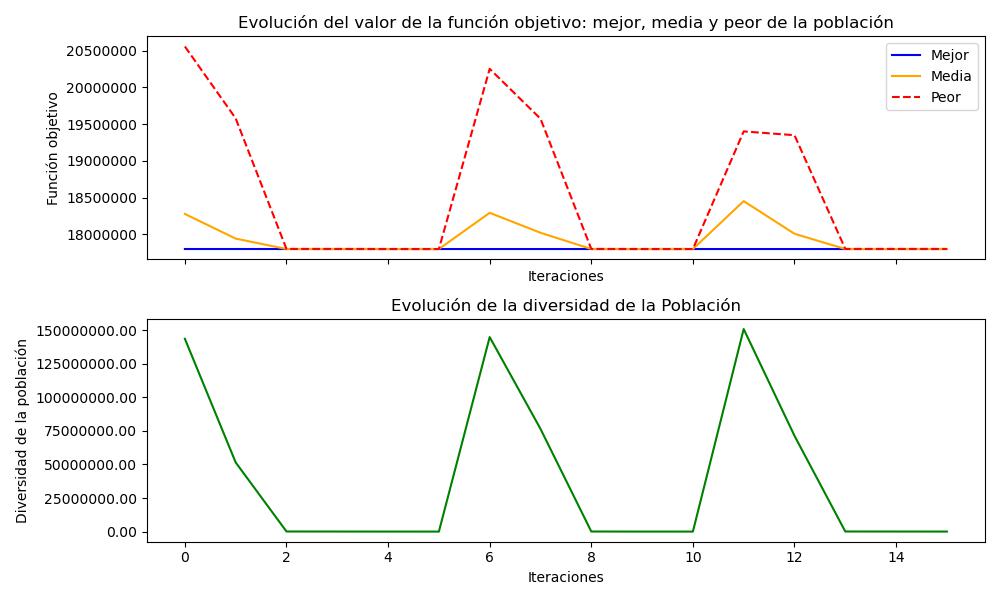 Evolución del valor de la función objetivo: mejor, media y peor de la población
20500000
20000000
19500000
19000000
18500000
18000000
Función objetivo
Mejor
Media
Peor
Iteraciones
Evolución de la diversidad de la Población
150000000.00
125000000.00
100000000.00
75000000.00
50000000.00
25000000.00
0.00
Diversidad de la población
0 2 4 6 8 10 12 14
Iteraciones